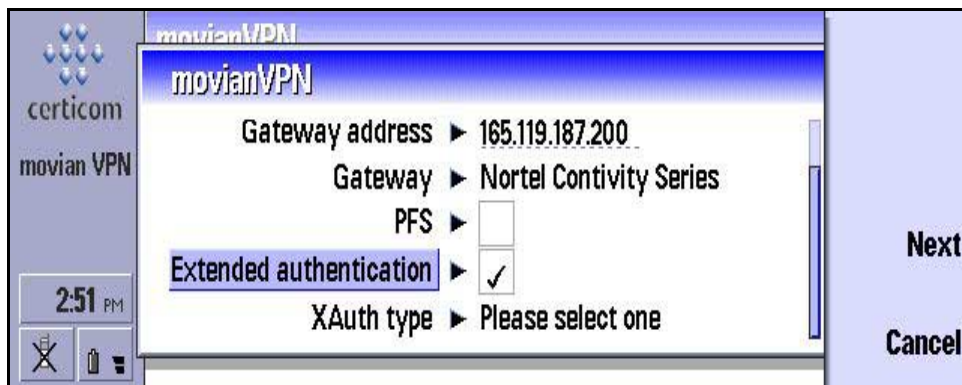 certicom
movian VPN
movianVPN
movianVPN
Gateway address 165.119.187.200
Gateway Nortel Contivity Series
PFS
Extended authentication
XAuth type Please select one
Next
Cancel
2:51 PM